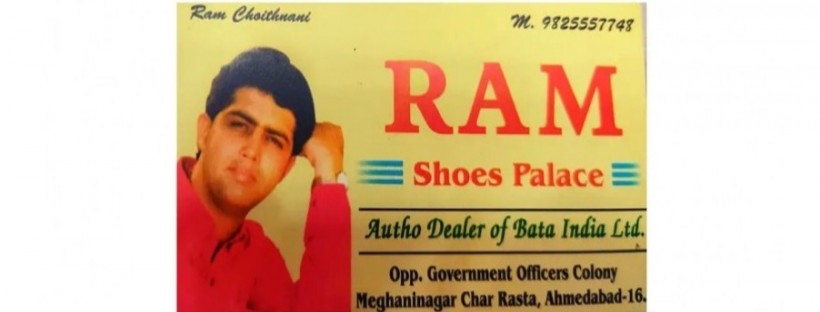 Ram Choithnani
M. 9825557748
RAM
Shoes Palace
Autho Dealer of Bata India Ltd.
Opp. Government Officers Colony
Meghaninagar Char Rasta, Ahmedabad-16.